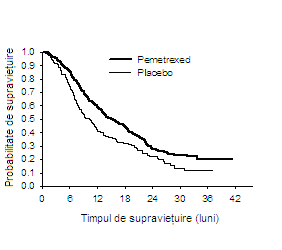 Probabilitate de supraviețuire
1.0
0.9
0.8
0.7
0.6
0.5
0.4
0.3
0.2
0.1
0.0
Pemetrexed
Placebo
0 6 12 18 24 30 36 42
Timpul de supraviețuire (luni)